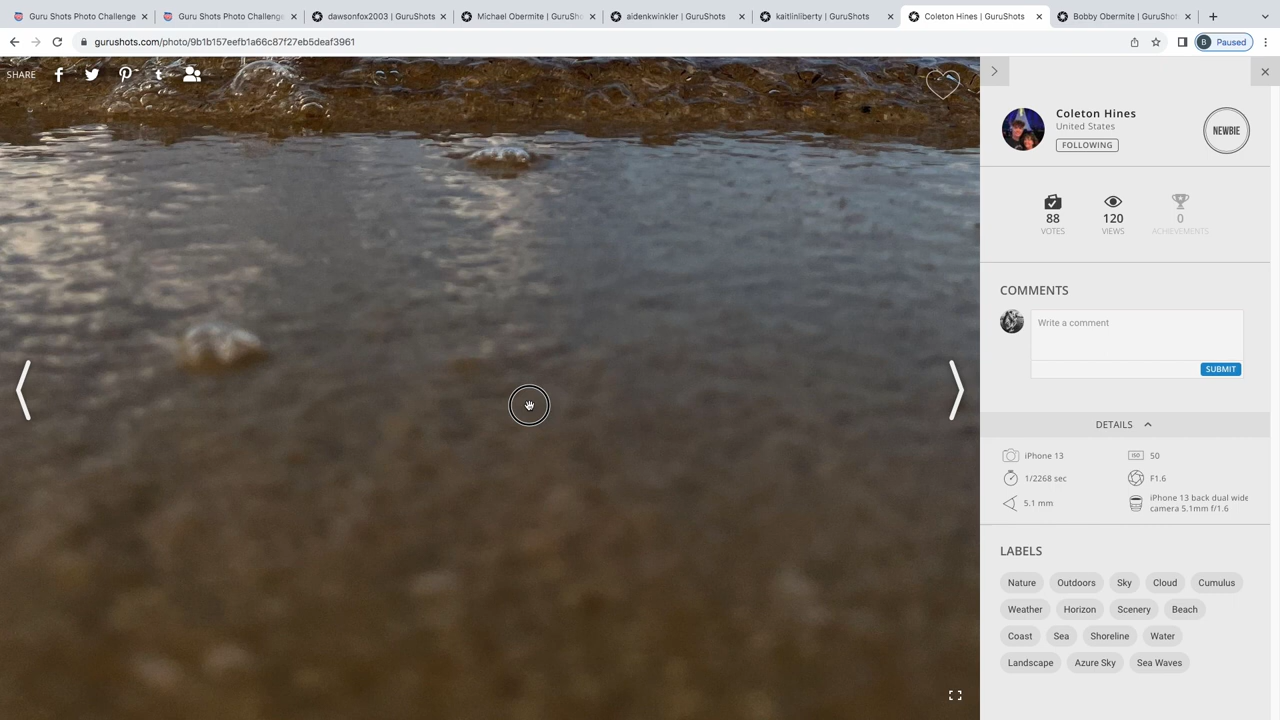 Guru Shots Photo Challenge
Guru Shots Photo Challenge
dawsonfox2003 | GuruShots
Michael Obermite | GuruSh
aidenkwinkler | GuruShots
kaitlinliberty | GuruShots
Coleton Hines | GuruShots
Bobby Obermite | GuruShot
gurushots.com/photo/9b1b157eefb1a66c87f27eb5deaf3961
B Paused
SHARE
Coleton Hines
United States
FOLLOWING
NEWBIE
88 120 0
VOTES VIEWS ACHIEVEMENTS
COMMENTS
Write a comment
SUBMIT
DETAILS
iPhone 13
ISO 50
1/2268 sec
F1.6
5.1 mm
iPhone 13 back dual wide
camera 5.1mm f/1.6
LABELS
Nature Outdoors Sky Cloud Cumulus
Weather Horizon Scenery Beach
Coast Sea Shoreline Water
Landscape Azure Sky Sea Waves